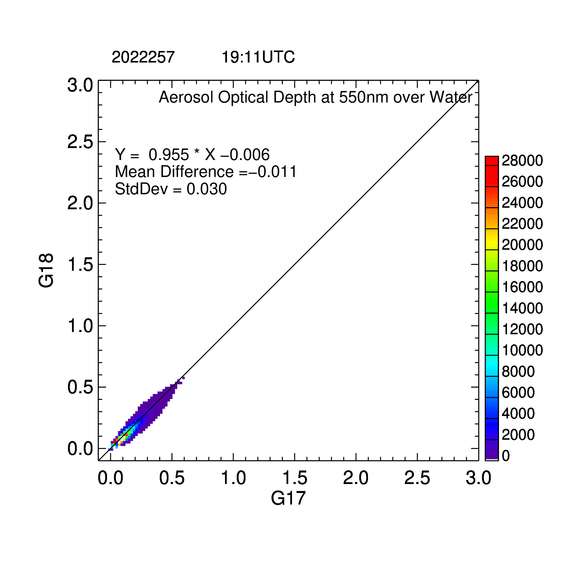 2022257 19:11UTC
Aerosol Optical Depth at 550nm over Water
Y = 0.955 * X −0.006
Mean Difference =−0.011
StdDev = 0.030
3.0
2.5
2.0
1.5
1.0
0.5
0.0
G18
0.0 0.5 1.0 1.5 2.0 2.5 3.0
G17
28000
26000
24000
22000
20000
18000
16000
14000
12000
10000
8000
6000
4000
2000
0